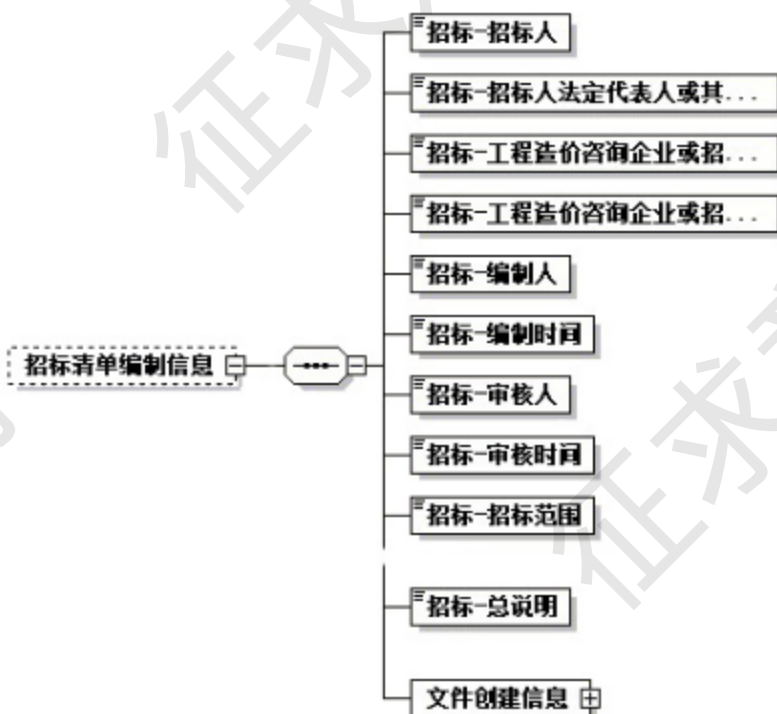 招标-招标人
招标-招标人法定代表人或其...
招标-工程造价咨询企业或招...
招标-工程造价咨询企业或招...
招标-编制人
招标-编制时间
招标清单编制信息
招标-审核人
招标-审核时间
招标-招标范围
招标-总说明
文件创建信息
征求
征求